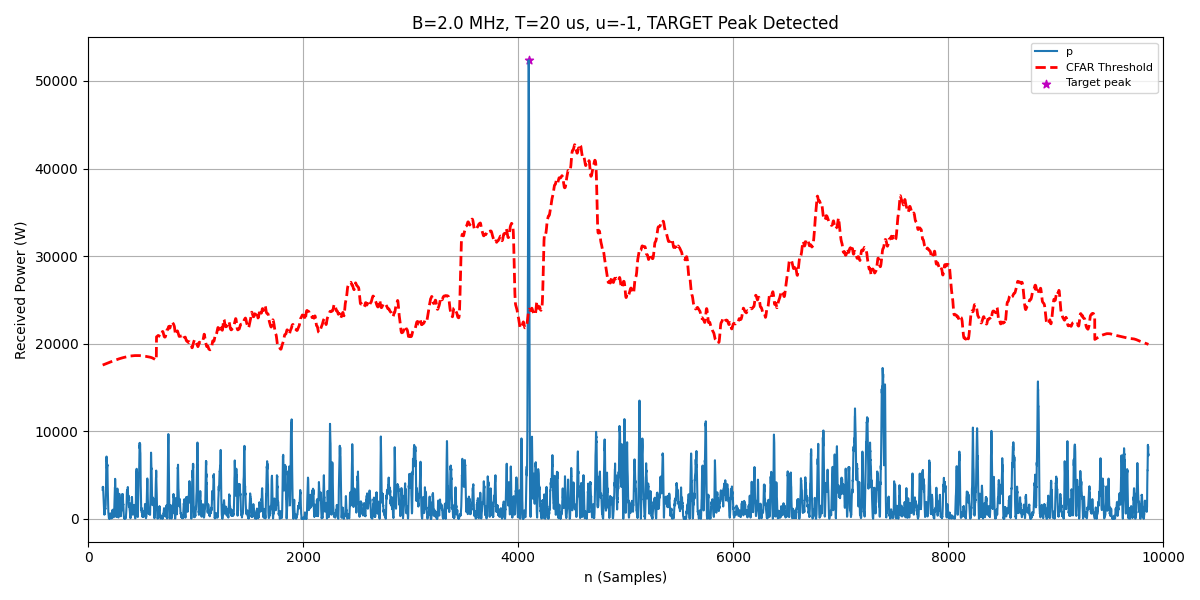 B=2.0 MHz, T=20 us, u=-1, TARGET Peak Detected
p
CFAR Threshold
Target peak
Received Power (W)
50000
40000
30000
20000
10000
0
0 2000 4000 6000 8000 10000
n (Samples)